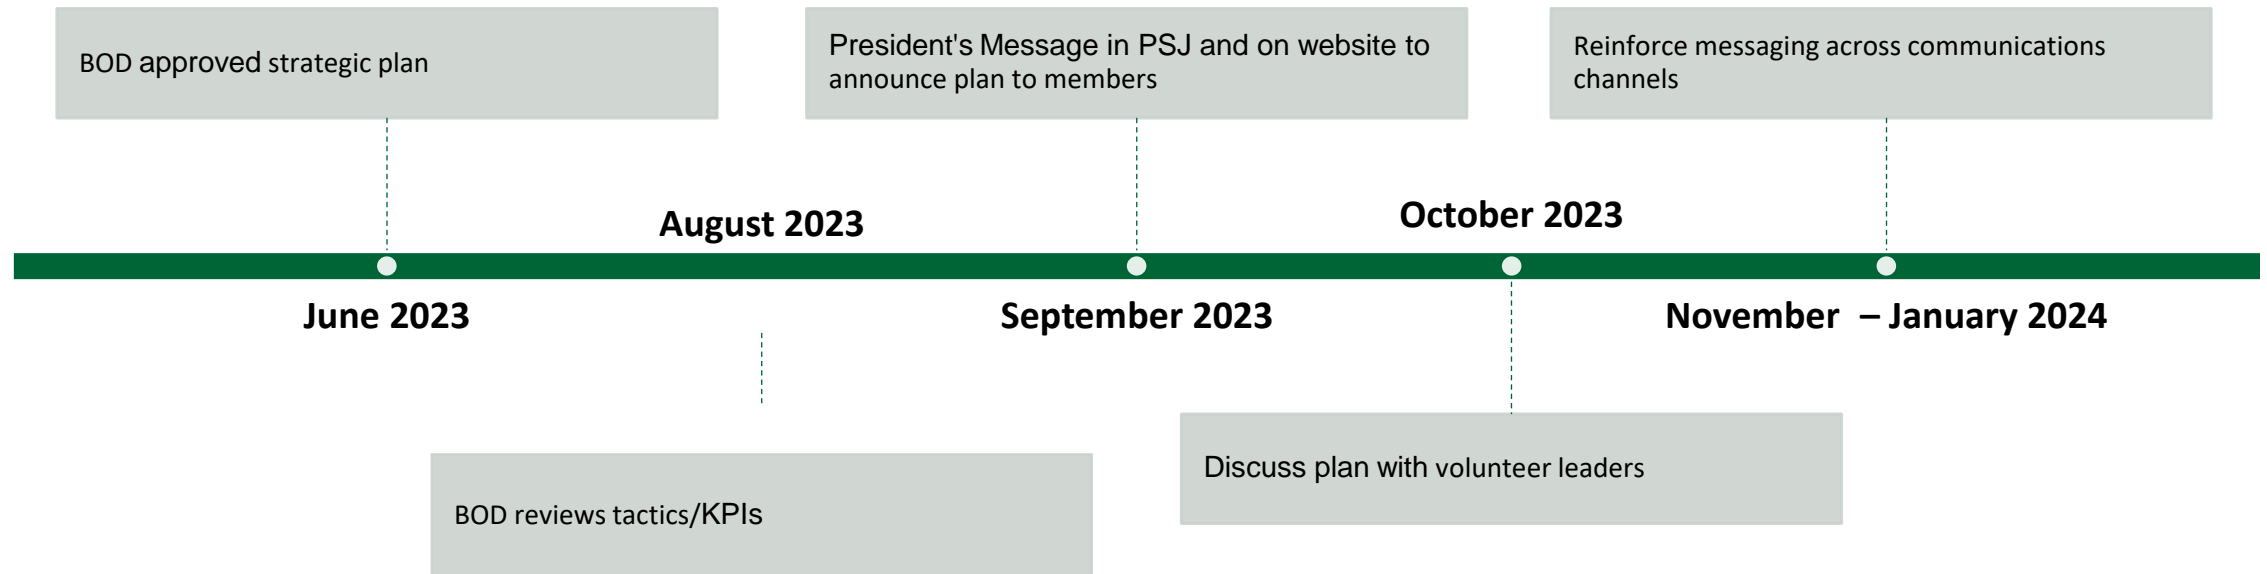 BOD approved strategic plan
President's Message in PSJ and on website to
announce plan to members
Reinforce messaging across communications
channels
August 2023
October 2023
June 2023
September 2023
November – January 2024
BOD reviews tactics/KPIs
Discuss plan with volunteer leaders